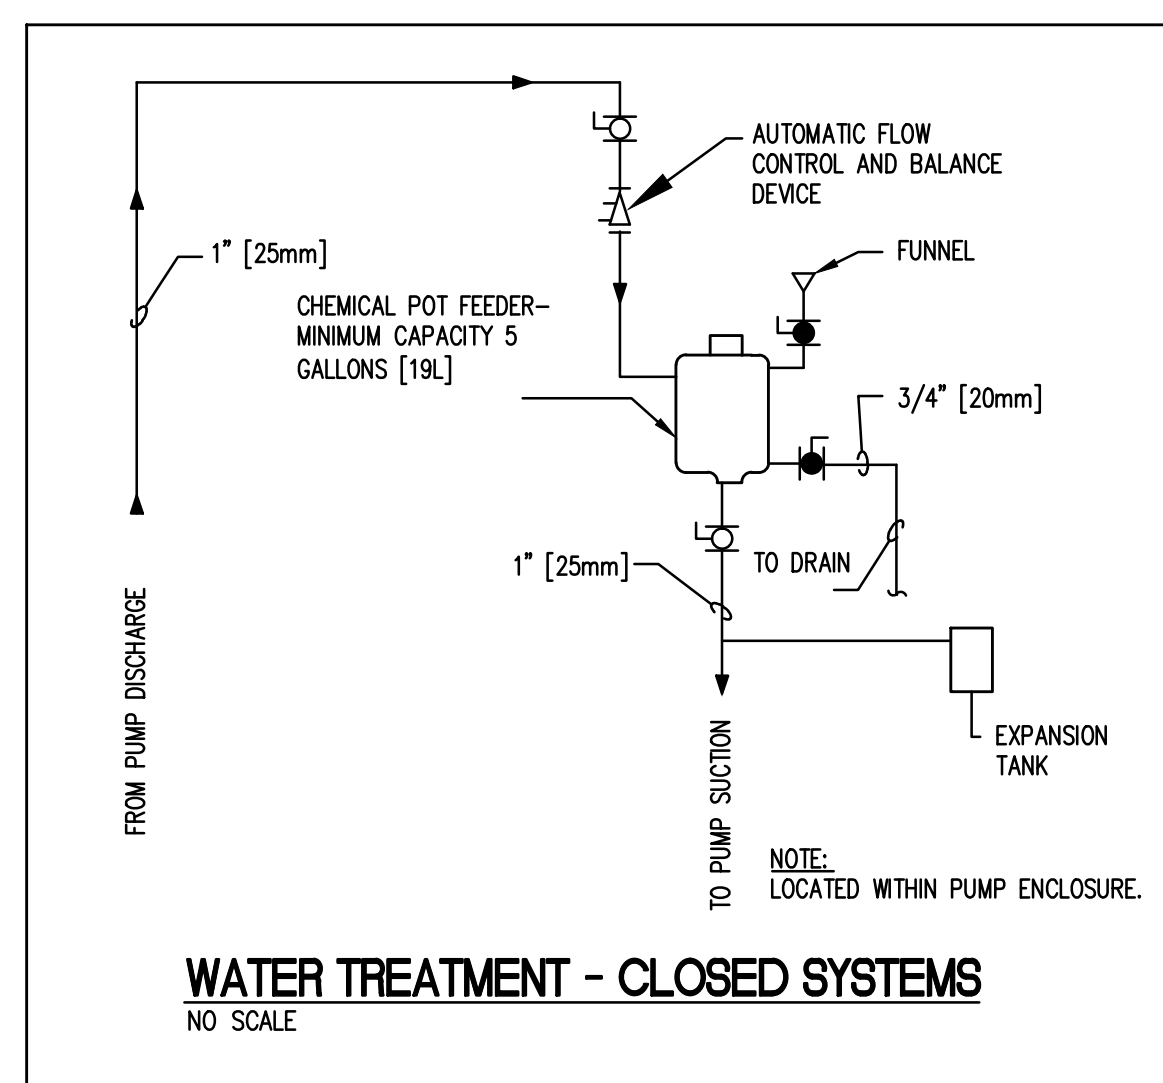 AUTOMATIC FLOW
CONTROL AND BALANCE
DEVICE
1" [25mm]
FUNNEL
CHEMICAL POT FEEDER-
MINIMUM CAPACITY 5
GALLONS [19L]
3/4" [20mm]
1" [25mm]
TO DRAIN
FROM PUMP DISCHARGE
TO PUMP SUCTION
EXPANSION
TANK
NOTE:
LOCATED WITHIN PUMP ENCLOSURE.
WATER TREATMENT - CLOSED SYSTEMS
NO SCALE